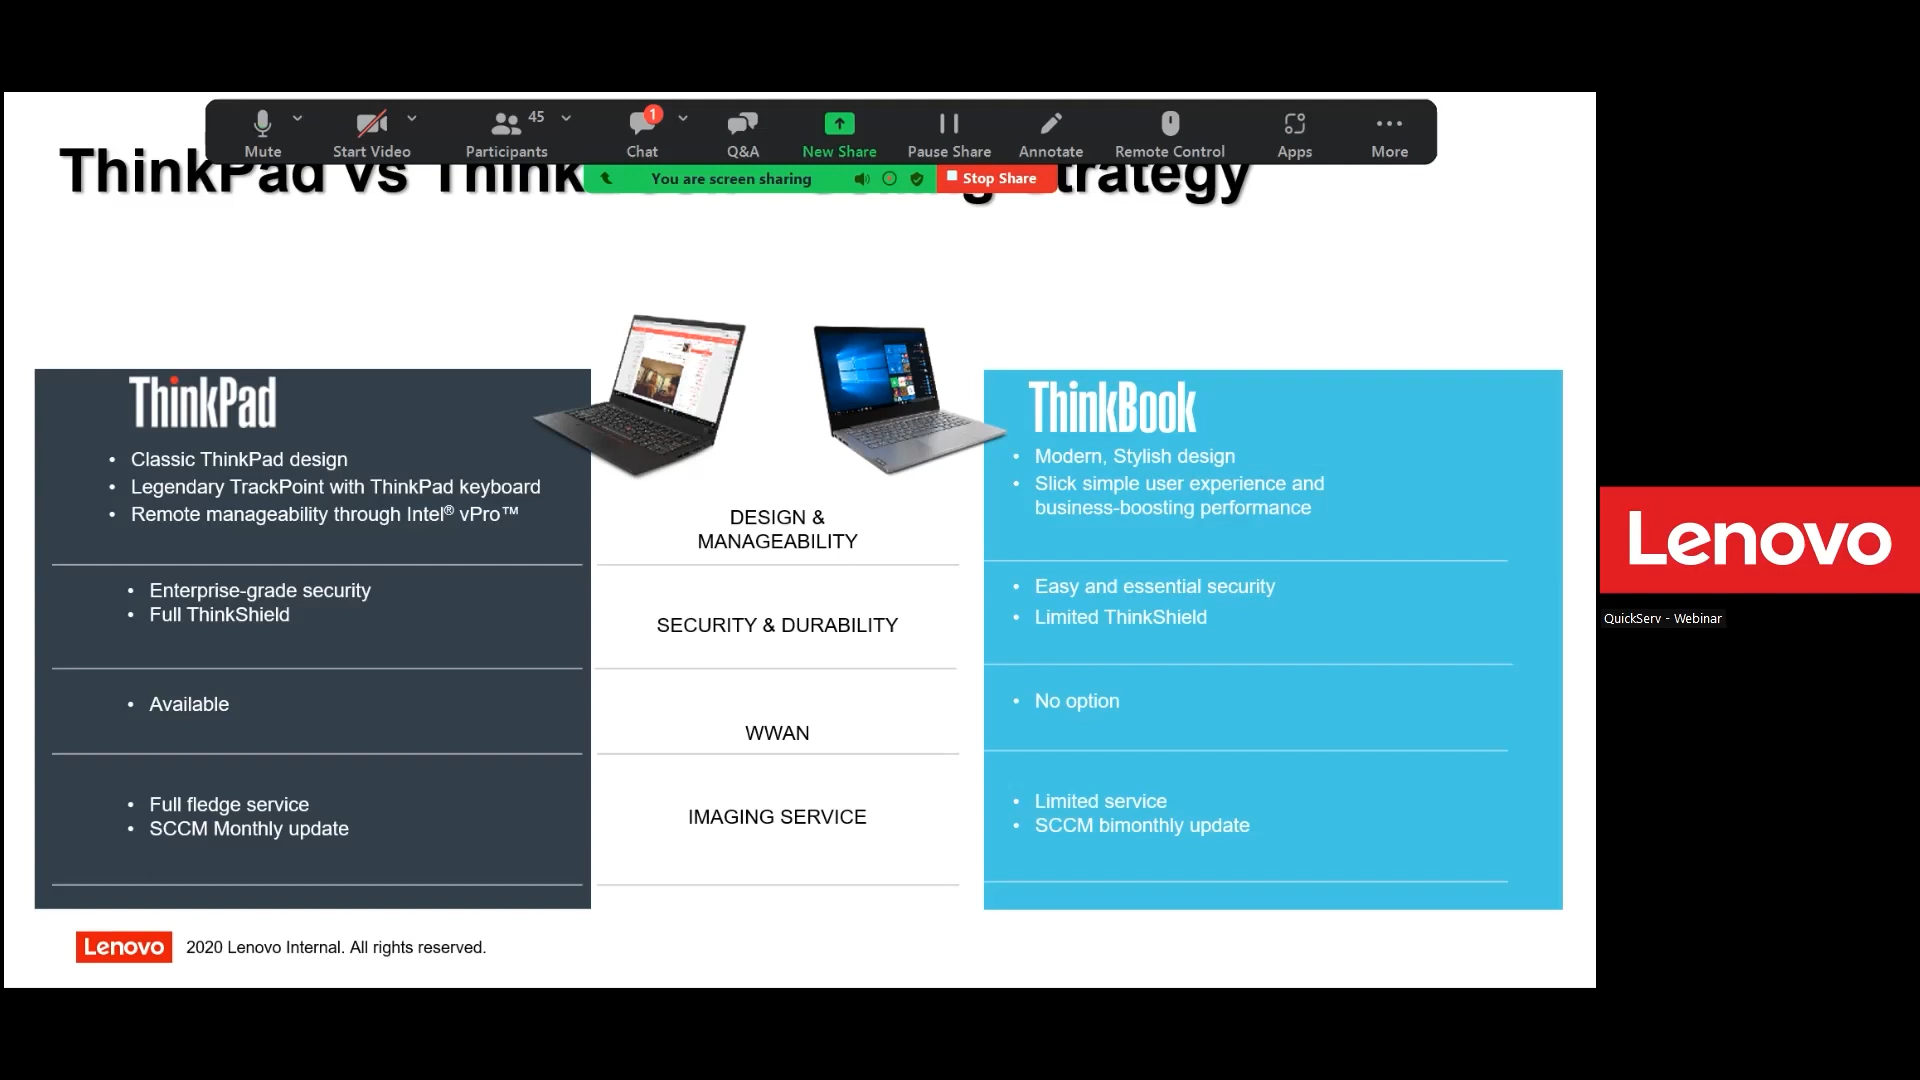 45
1
Mute
Start Video
Participants
Chat
Q&A
New Share
Pause Share
Annotate
Remote Control
Apps
More
ThinkPad vs Think
trategy
You are screen sharing
Stop Share
ThinkPad
• Classic ThinkPad design
• Legendary TrackPoint with ThinkPad keyboard
• Remote manageability through Intel® vPro™
• Enterprise-grade security
• Full ThinkShield
• Available
• Full fledge service
• SCCM Monthly update
DESIGN &
MANAGEABILITY
SECURITY & DURABILITY
WWAN
IMAGING SERVICE
ThinkBook
• Modern, Stylish design
• Slick simple user experience and
business-boosting performance
• Easy and essential security
• Limited ThinkShield
• No option
• Limited service
• SCCM bimonthly update
Lenovo
2020 Lenovo Internal. All rights reserved.
Lenovo
QuickServ - Webinar